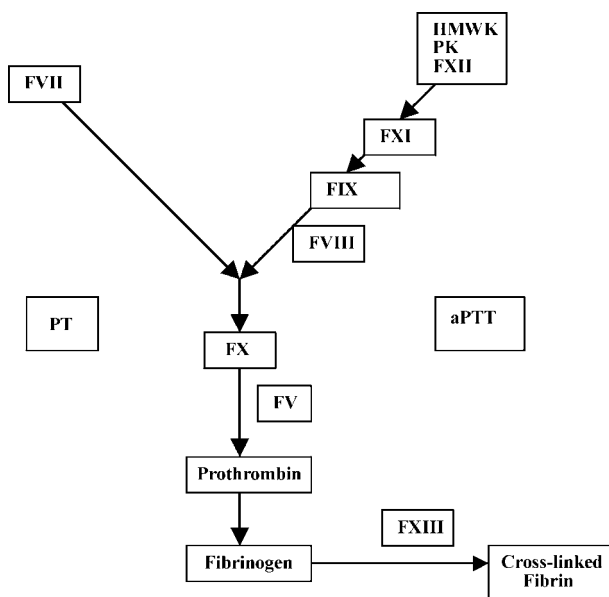 HMWK
PK
FXII
FVII
FXI
FIX
FVIII
PT
aPTT
FX
FV
Prothrombin
FXIII
Fibrinogen
Cross-linked
Fibrin